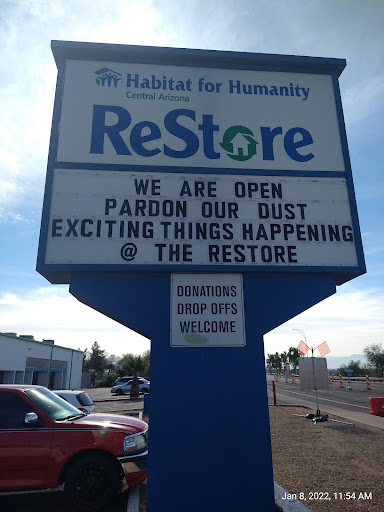 Habitat for Humanity
Central Arizona
ReStore
WE ARE OPEN
PARDON OUR DUST
EXCITING THINGS HAPPENING
@ THE RESTORE
DONATIONS
DROP OFFS
WELCOME
Jan 8, 2022, 11:54 AM